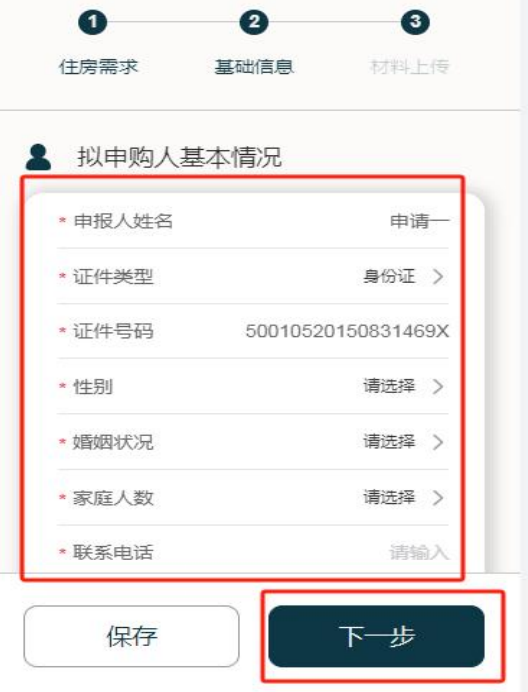 1 2 3
住房需求 基础信息 材料上传
拟申购人基本情况
* 申报人姓名 申请一
* 证件类型 身份证 >
* 证件号码 50010520150831469X
* 性别 请选择 >
* 婚姻状况 请选择 >
* 家庭人数 请选择 >
* 联系电话 请输入
保存 下一步